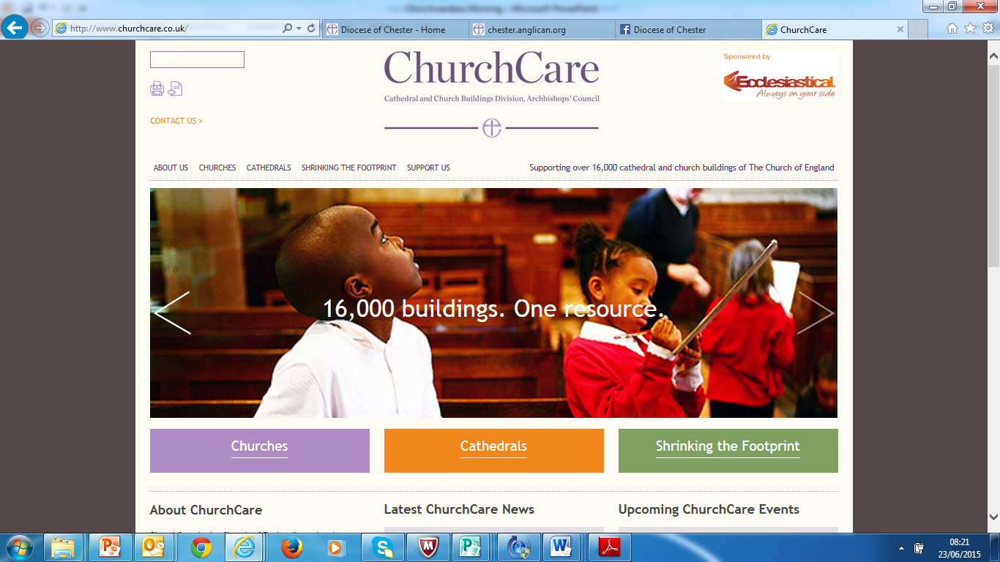 http://www.churchcare.co.uk/
Diocese of Chester - Home
chester.anglican.org
Diocese of Chester
ChurchCare
ChurchCare
Cathedral and Church Buildings Division, Archbishops' Council
Sponsored by
Ecclesiastical
Always on your side
CONTACT US >
ABOUT US CHURCHES CATHEDRALS SHRINKING THE FOOTPRINT SUPPORT US
Supporting over 16,000 cathedral and church buildings of The Church of England
16,000 buildings. One resource.
Churches
Cathedrals
Shrinking the Footprint
About ChurchCare
Latest ChurchCare News
Upcoming ChurchCare Events
08:21
23/06/2015